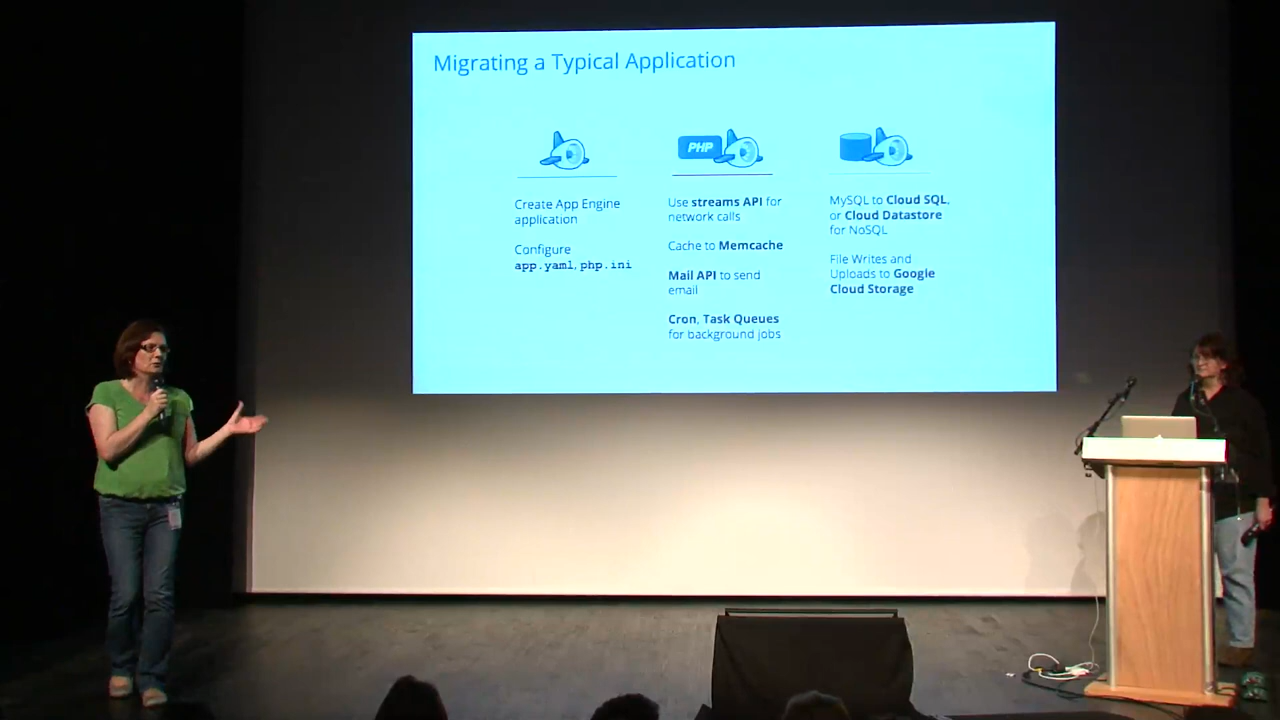 Migrating a Typical Application
Create App Engine
application
Configure
app.yaml, php.ini
PHP
Use streams API for
network calls
Cache to Memcache
Mail API to send
email
Cron, Task Queues
for background jobs
MySQL to Cloud SQL,
or Cloud Datastore
for NoSQL
File Writes and
Uploads to Google
Cloud Storage